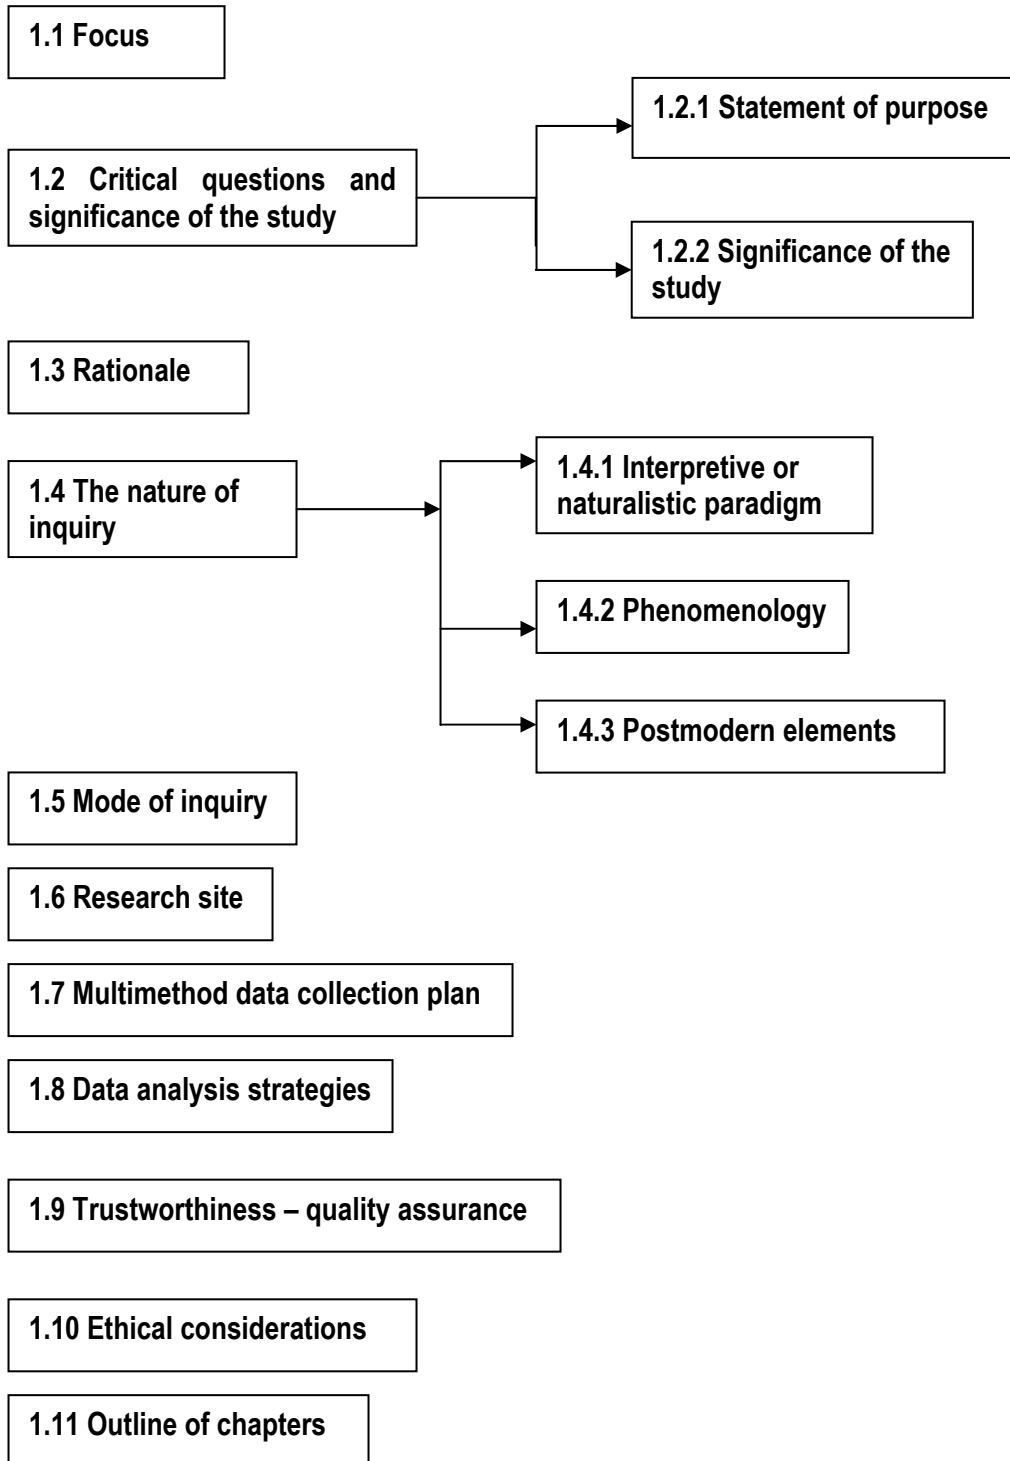 1.1 Focus
1.2.1 Statement of purpose
1.2 Critical questions and
significance of the study
1.2.2 Significance of the
study
1.3 Rationale
1.4 The nature of
inquiry
1.4.1 Interpretive or
naturalistic paradigm
1.4.2 Phenomenology
1.4.3 Postmodern elements
1.5 Mode of inquiry
1.6 Research site
1.7 Multimethod data collection plan
1.8 Data analysis strategies
1.9 Trustworthiness – quality assurance
1.10 Ethical considerations
1.11 Outline of chapters